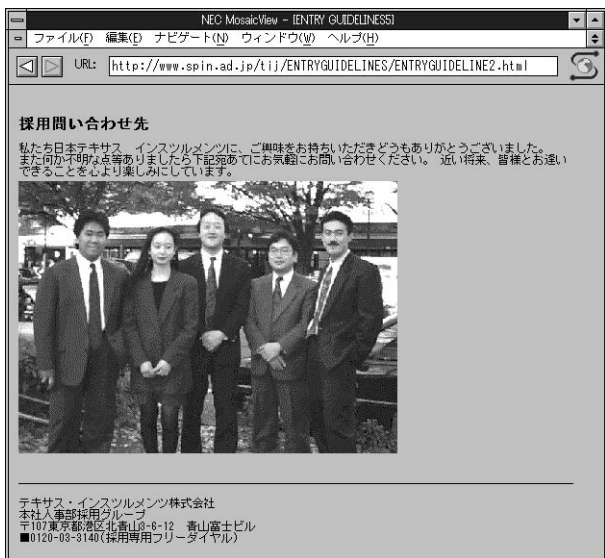 NEC MosaicView - [ENTRY GUIDELINES5]
ファイル(F) 編集(E) ナビゲート(N) ウィンドウ(W) ヘルプ(H)
URL: http://www.spin.ad.jp/tij/ENTRYGUIDELINES/ENTRYGUIDELINE2.html
採用問い合わせ先
私たち日本テキサス インスツルメンツに、ご興味をお持ちいただきどうもありがとうございました。
また何か不明な点等ありましたら下記宛あてにお気軽にお問い合わせください。 近い将来、皆様とお逢い
できることを心より楽しみにしています。
テキサス・インスツルメンツ株式会社
本社人事部採用グループ
〒107東京都港区北青山3-6-12 青山富士ビル
■0120-03-3140(採用専用フリーダイヤル)